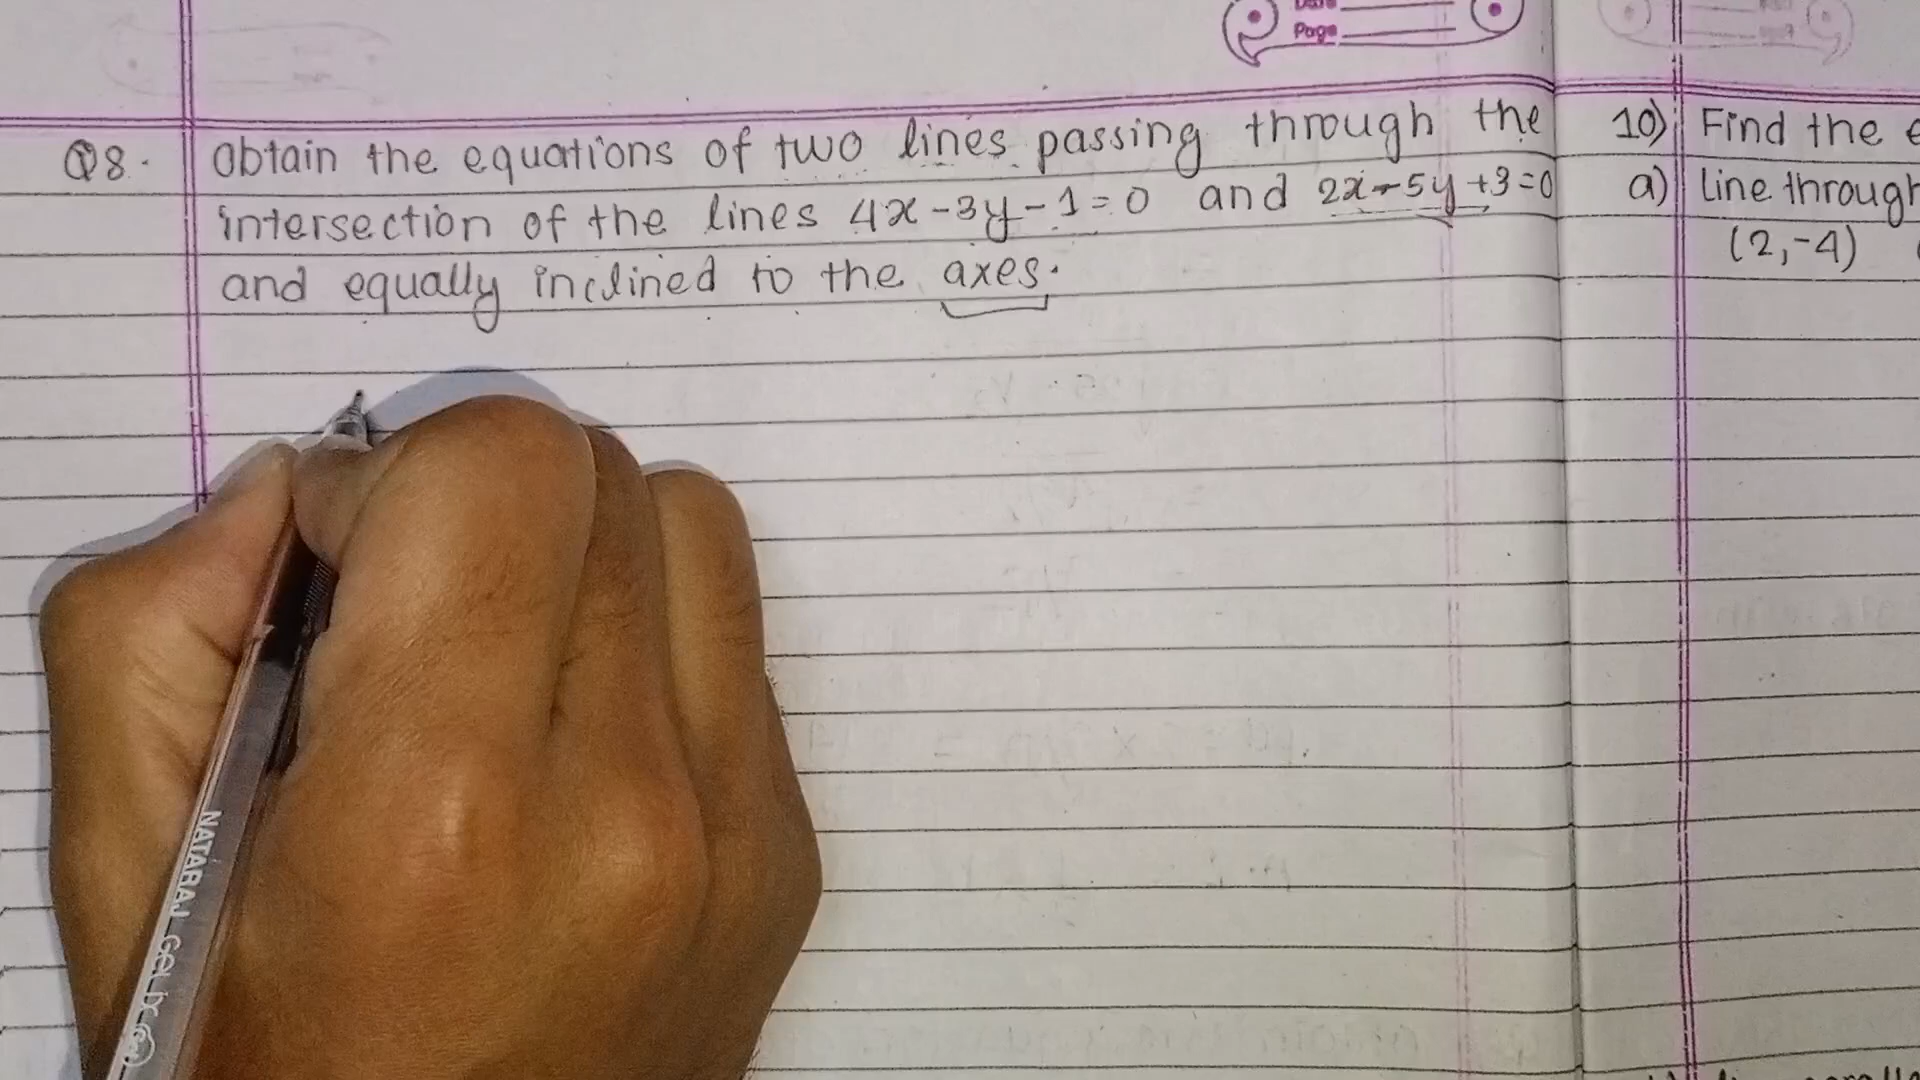 Date
Page
Q8. Obtain the equations of two lines passing through the
intersection of the lines 4x-3y-1=0 and 2x-5y+3=0
and equally inclined to the axes.
10) Find the
a) Line through
(2,-4)
NATARAJ GEL